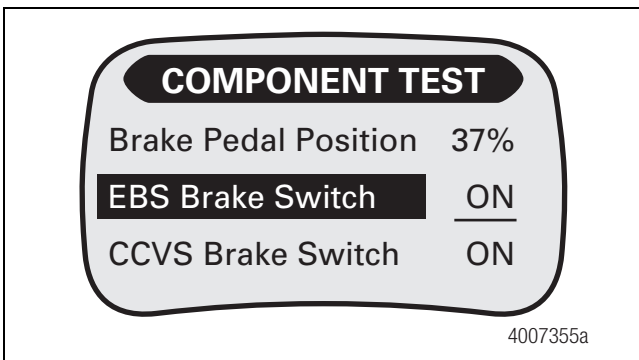 COMPONENT TEST
Brake Pedal Position 37%
EBS Brake Switch ON
CCVS Brake Switch ON
4007355a